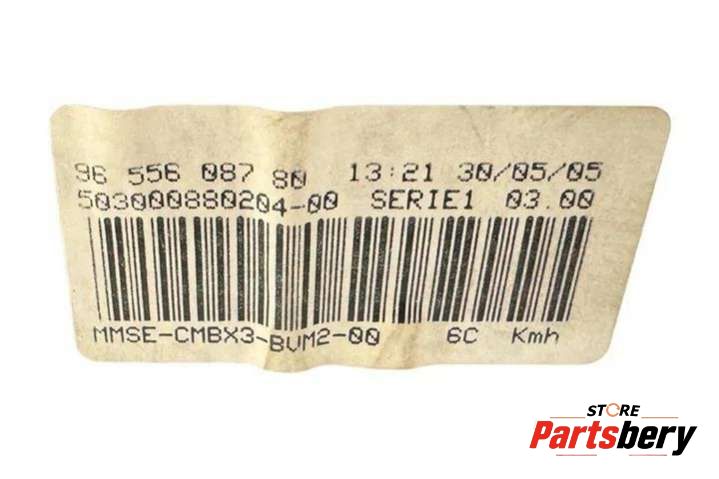 96 556 087 80 13:21 30/05/05
503000880204-00 SERIE1 03.00
MMSE-CMBX3-BVM2-00 6C Kmh
STORE
Partsbery